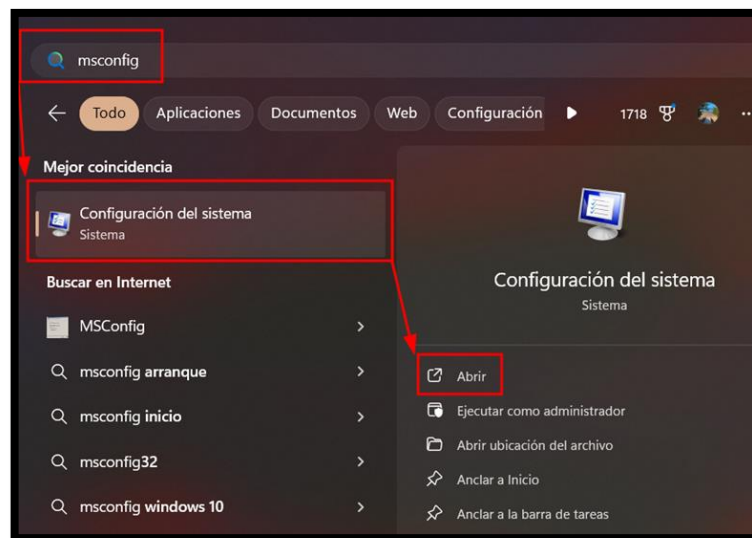 msconfig
Todo Aplicaciones Documentos Web Configuración 1718
Mejor coincidencia
Configuración del sistema
Sistema
Buscar en Internet
MSConfig
msconfig arranque
msconfig inicio
msconfig32
msconfig windows 10
Configuración del sistema
Sistema
Abrir
Ejecutar como administrador
Abrir ubicación del archivo
Anclar a Inicio
Anclar a la barra de tareas